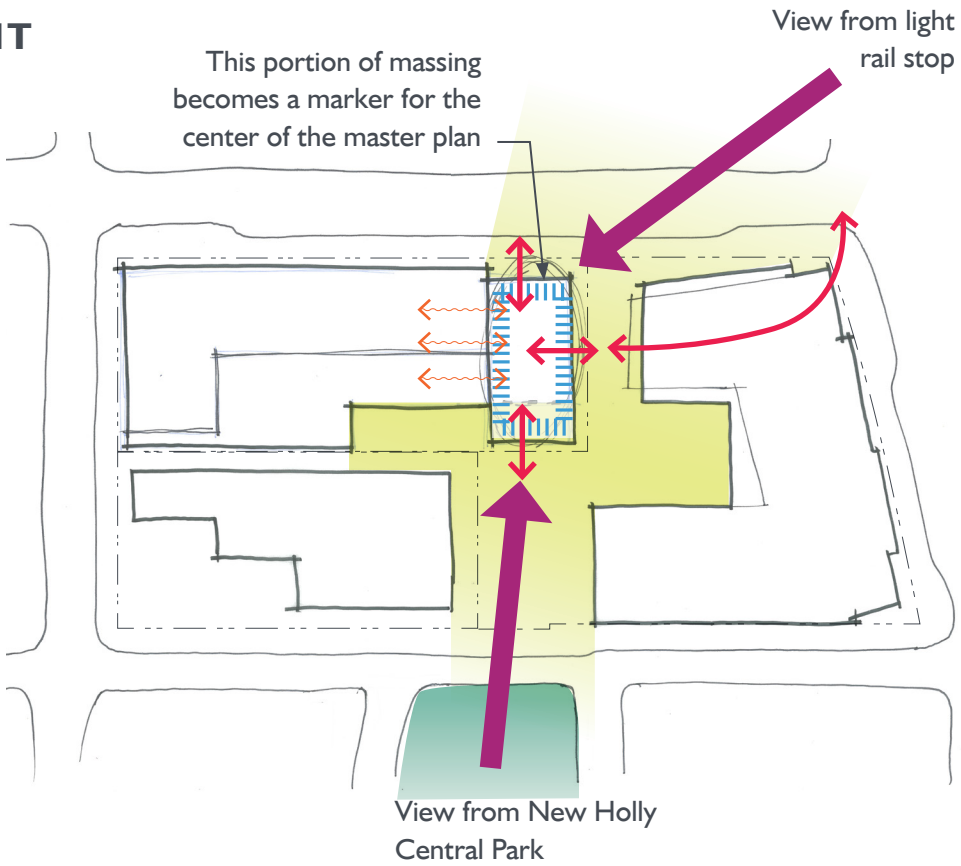 View from light
rail stop
This portion of massing
becomes a marker for the
center of the master plan
View from New Holly
Central Park